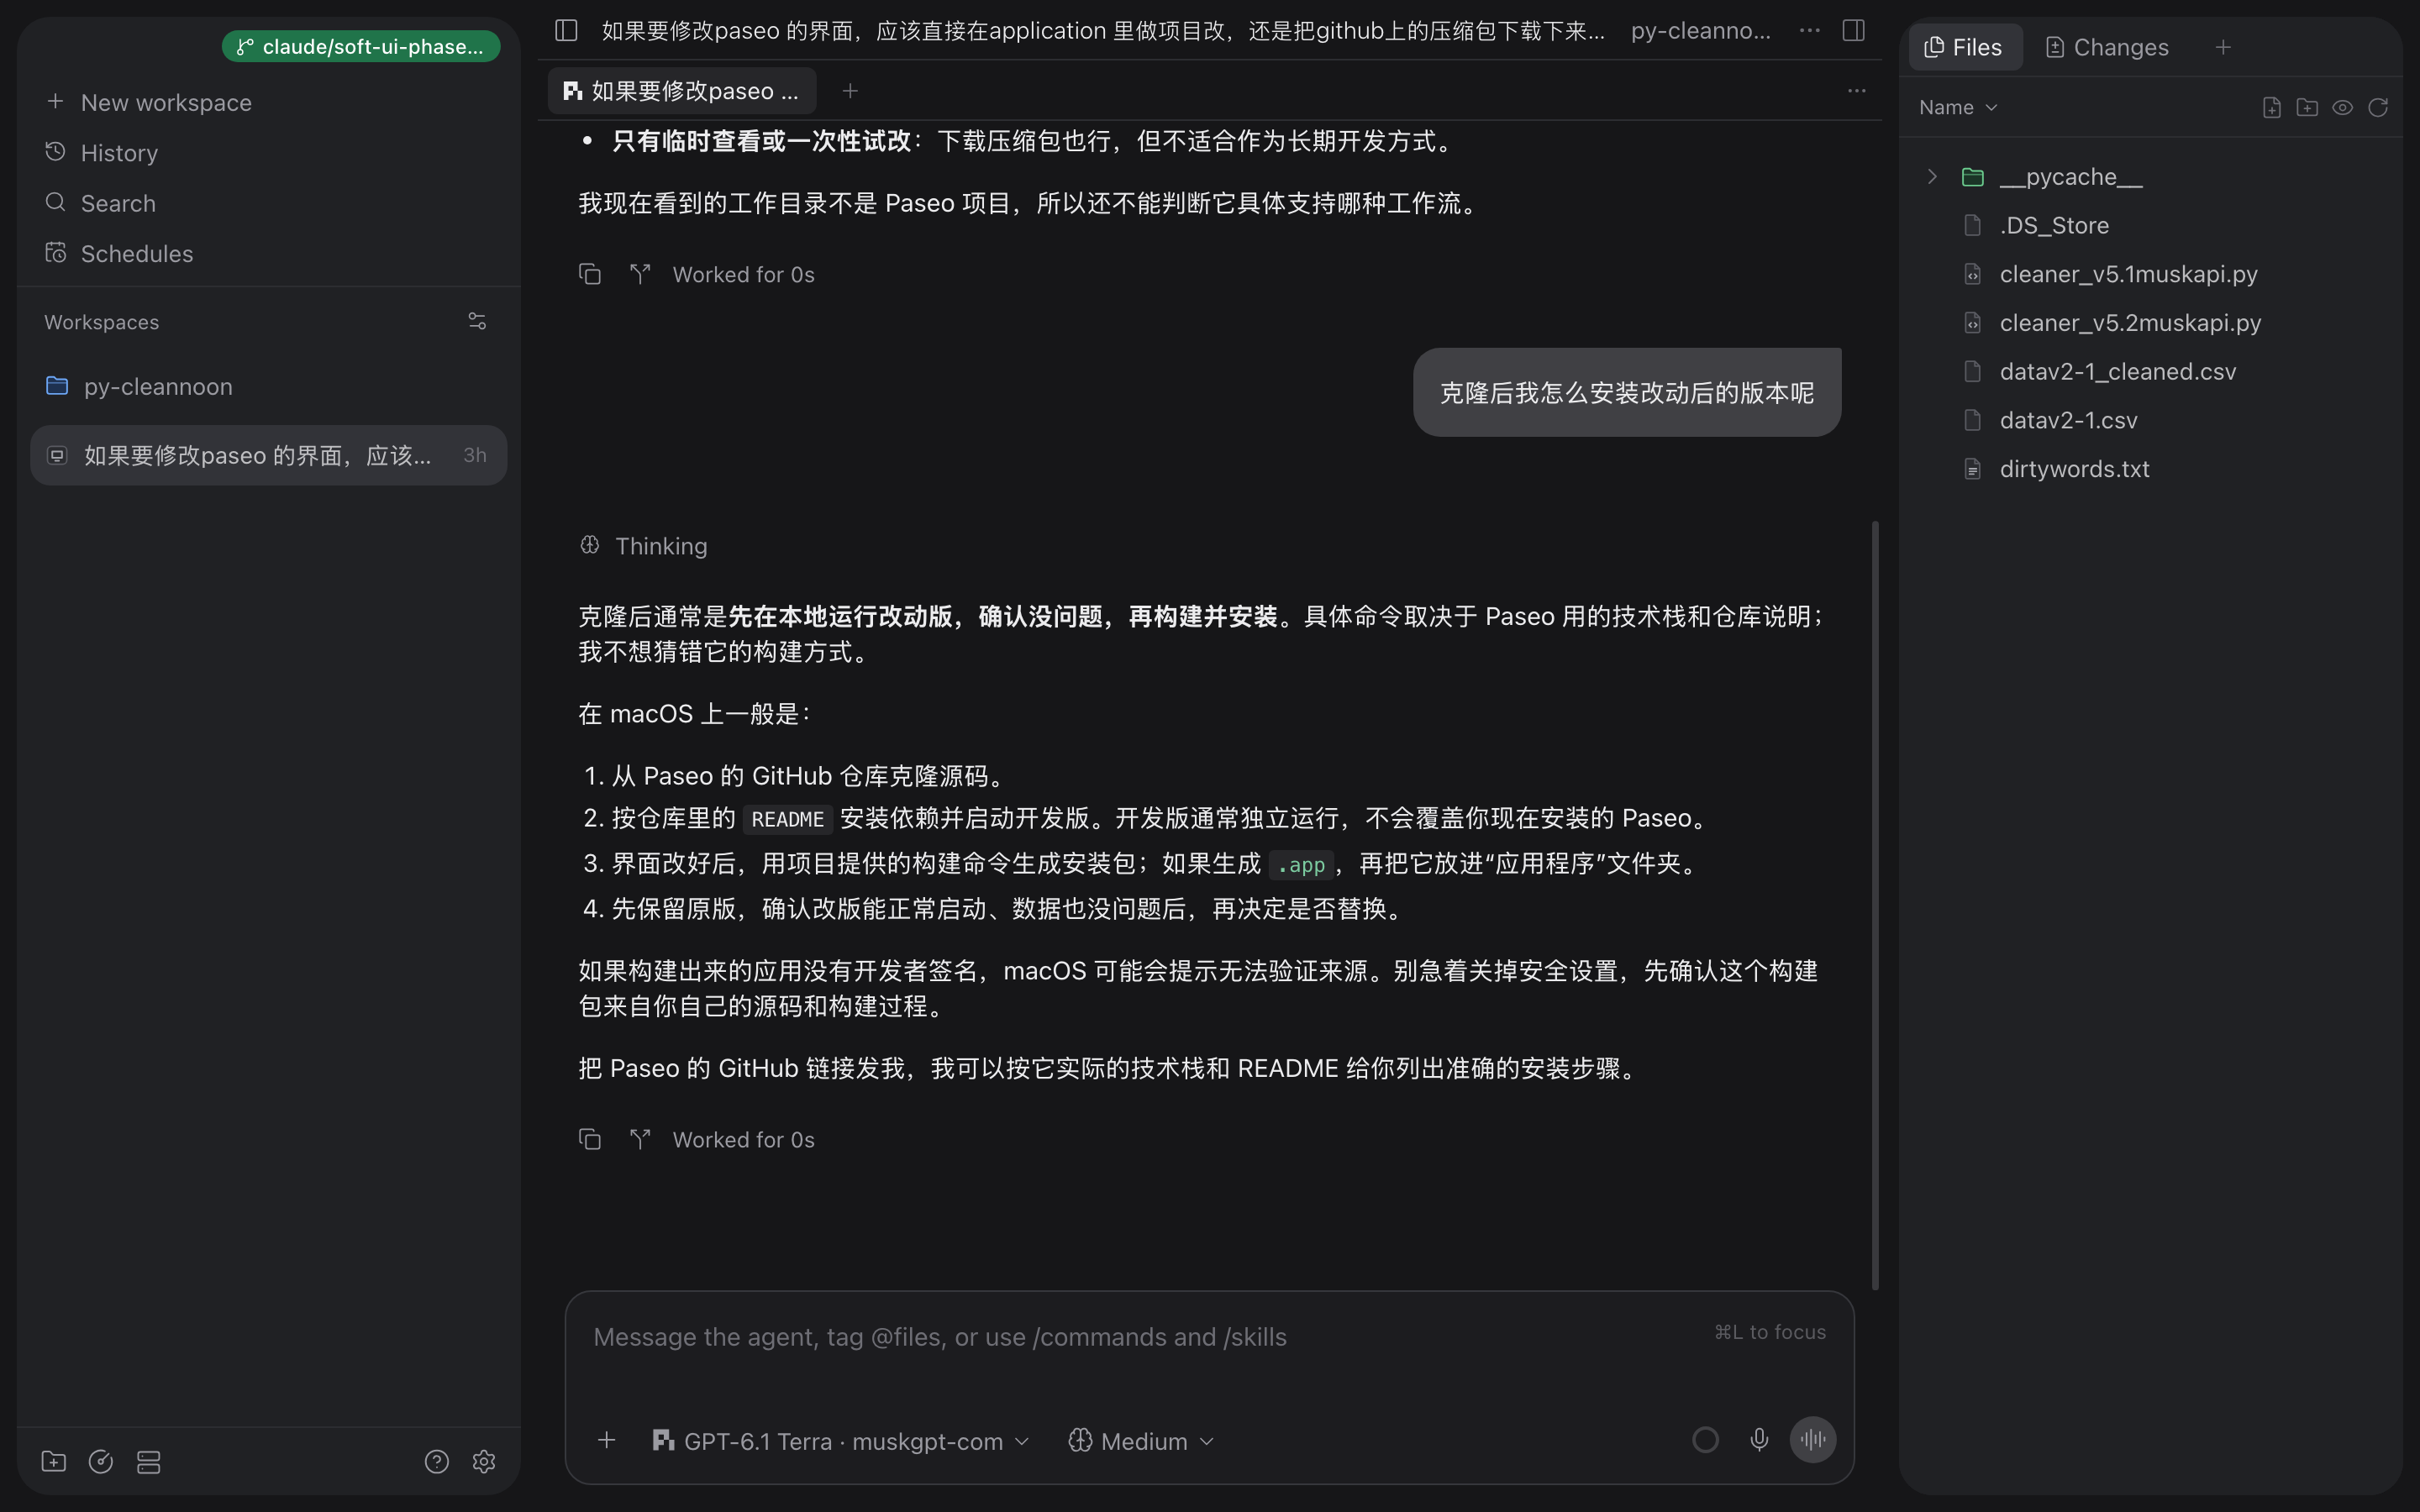 claude/soft-ui-phase...
New workspace
History
Search
Schedules
Workspaces
py-cleannoon
如果要修改paseo 的界面，应该... 3h
如果要修改paseo 的界面，应该直接在application 里做项目改，还是把github上的压缩包下载下来... py-cleanno...
如果要修改paseo ...
• 只有临时查看或一次性试改：下载压缩包也行，但不适合作为长期开发方式。
我现在看到的工作目录不是 Paseo 项目，所以还不能判断它具体支持哪种工作流。
Worked for 0s
克隆后我怎么安装改动后的版本呢
Thinking
克隆后通常是先在本地运行改动版，确认没问题，再构建并安装。具体命令取决于 Paseo 用的技术栈和仓库说明；
我不想猜错它的构建方式。
在 macOS 上一般是：
1. 从 Paseo 的 GitHub 仓库克隆源码。
2. 按仓库里的 README 安装依赖并启动开发版。开发版通常独立运行，不会覆盖你现在安装的 Paseo。
3. 界面改好后，用项目提供的构建命令生成安装包；如果生成 .app，再把它放进“应用程序”文件夹。
4. 先保留原版，确认改版能正常启动、数据也没问题后，再决定是否替换。
如果构建出来的应用没有开发者签名，macOS 可能会提示无法验证来源。别急着关掉安全设置，先确认这个构建
包来自你自己的源码和构建过程。
把 Paseo 的 GitHub 链接发我，我可以按它实际的技术栈和 README 给你列出准确的安装步骤。
Worked for 0s
Message the agent, tag @files, or use /commands and /skills
⌘L to focus
GPT-6.1 Terra · muskgpt-com
Medium
Files
Changes
Name
__pycache__
.DS_Store
cleaner_v5.1muskapi.py
cleaner_v5.2muskapi.py
datav2-1_cleaned.csv
datav2-1.csv
dirtywords.txt